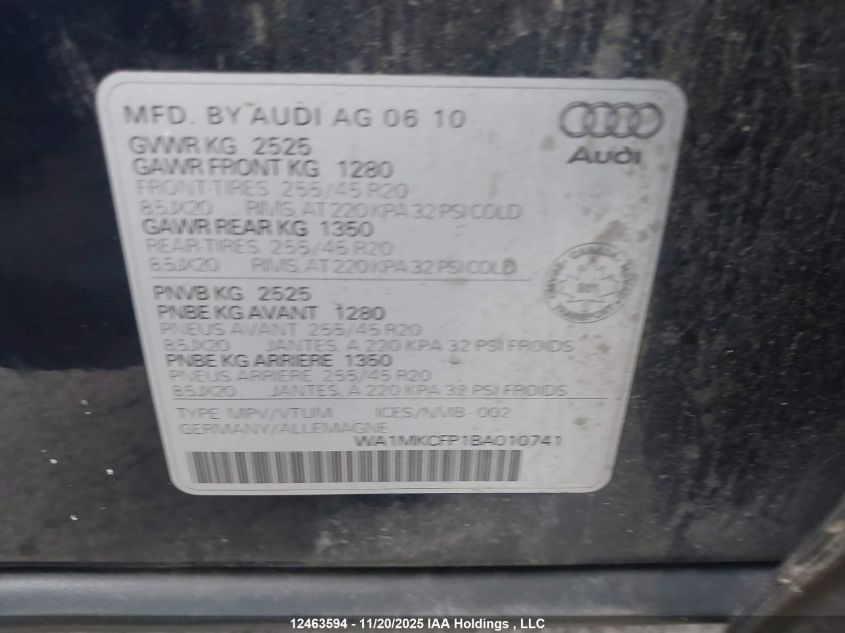 MFD. BY AUDI AG 06 10
Audi
GVWR KG 2525
GAWR FRONT KG 1280
FRONT-TIRES 255/45 R20
8.5JX20 RIMS, AT 220 KPA 32 PSI COLD
GAWR REAR KG 1350
REAR-TIRES 255/45 R20
8.5JX20 RIMS, AT 220 KPA 32 PSI COLD
PNVB KG 2525
PNBE KG AVANT 1280
PNEUS AVANT 255/45 R20
8.5JX20 JANTES, A 220 KPA 32 PSI FROIDS
PNBE KG ARRIERE 1350
PNEUS ARRIERE 255/45 R20
8.5JX20 JANTES, A 220 KPA 32 PSI FROIDS
TYPE MPV/VTUM ICES/NMB-002
GERMANY/ALLEMAGNE
WA1MKCFP1BA010741
CANADA
TRANSPORT
12463594 - 11/20/2025 IAA Holdings , LLC